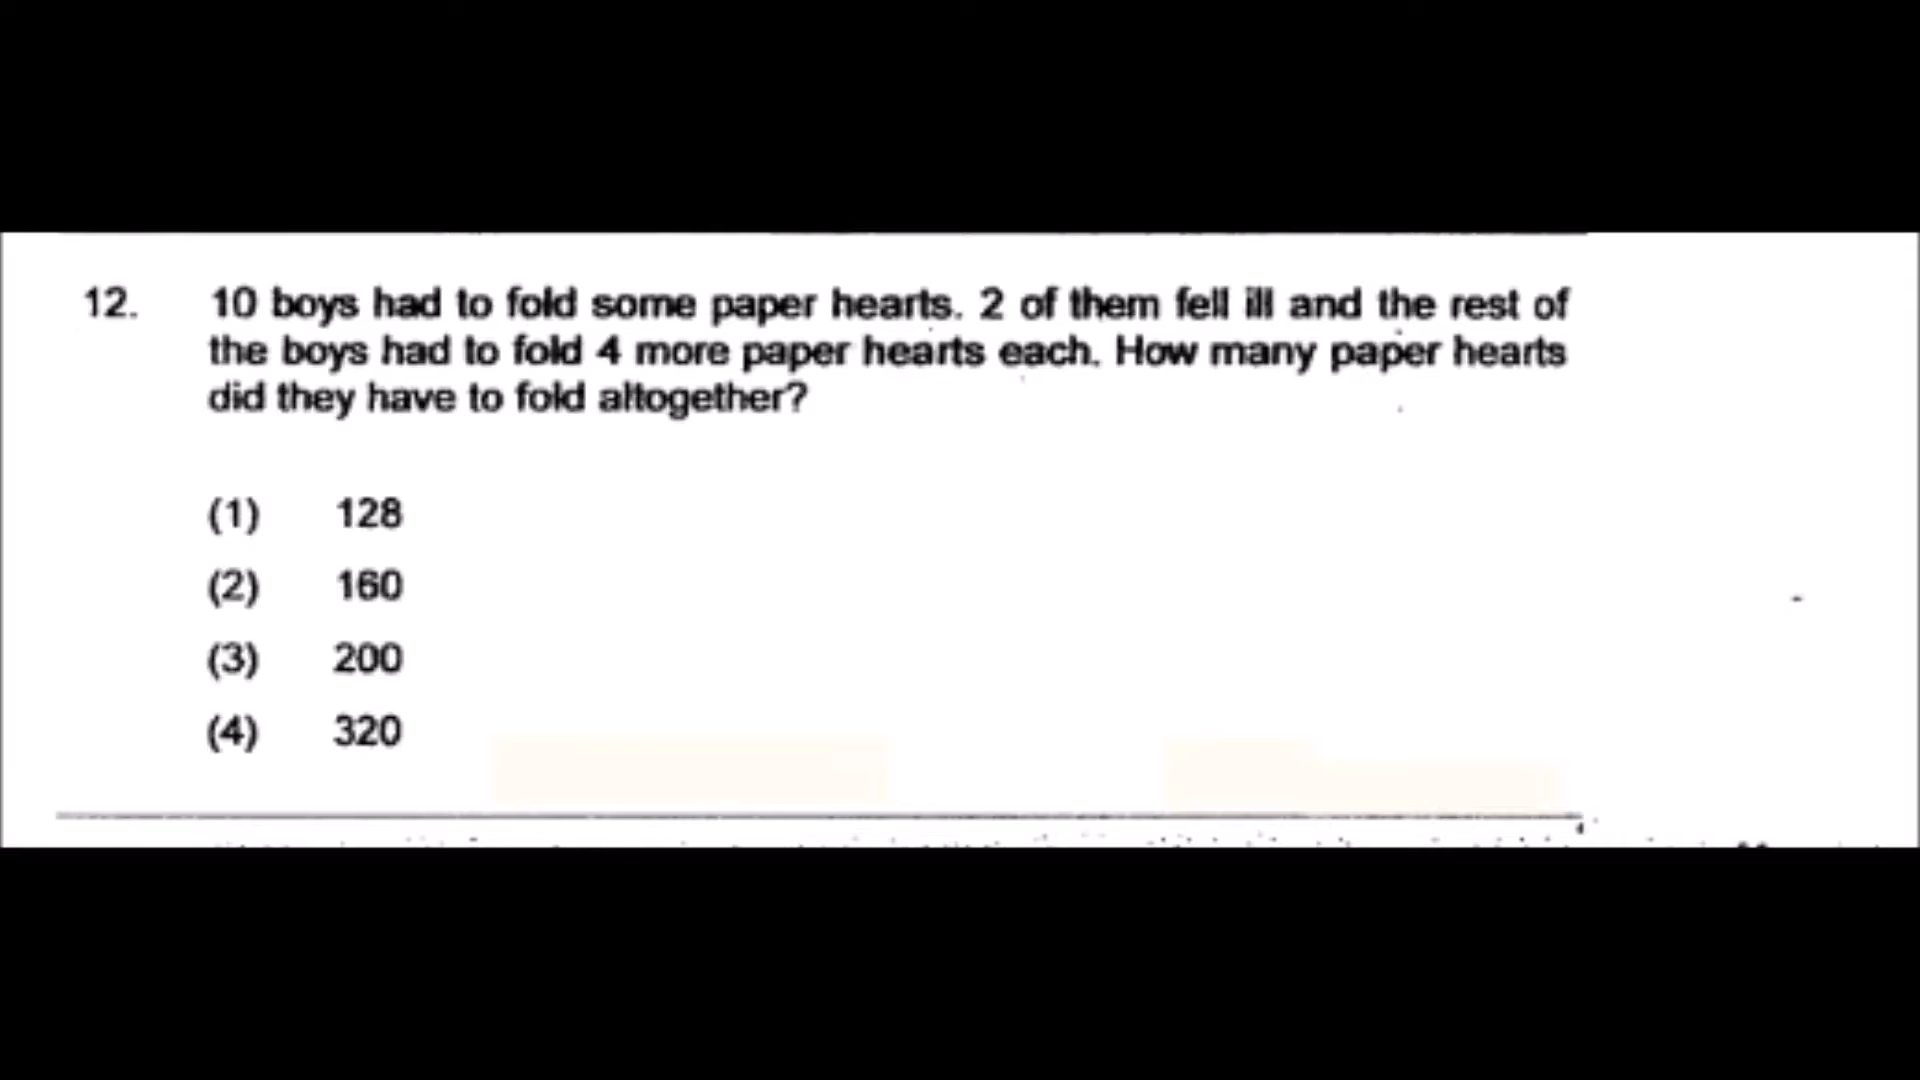 12. 10 boys had to fold some paper hearts. 2 of them fell ill and the rest of
the boys had to fold 4 more paper hearts each. How many paper hearts
did they have to fold altogether?
(1) 128
(2) 160
(3) 200
(4) 320